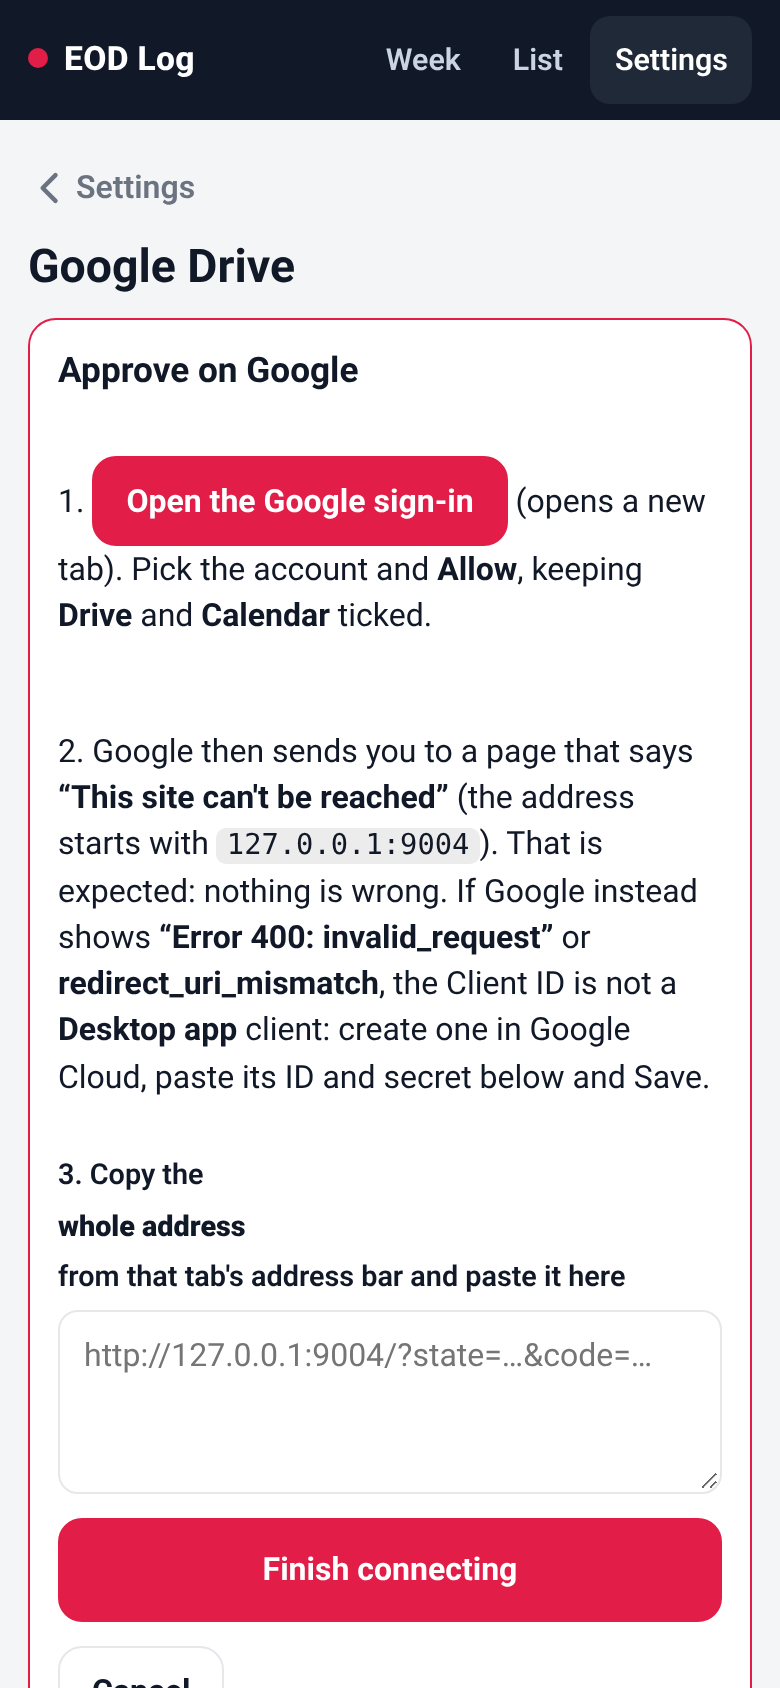 EOD Log
Week
List
Settings
Settings
Google Drive
Approve on Google
1. Open the Google sign-in (opens a new
tab). Pick the account and Allow, keeping
Drive and Calendar ticked.
2. Google then sends you to a page that says
“This site can't be reached” (the address
starts with 127.0.0.1:9004). That is
expected: nothing is wrong. If Google instead
shows “Error 400: invalid_request” or
redirect_uri_mismatch, the Client ID is not a
Desktop app client: create one in Google
Cloud, paste its ID and secret below and Save.
3. Copy the
whole address
from that tab's address bar and paste it here
http://127.0.0.1:9004/?state=…&code=…
Finish connecting
Cancel